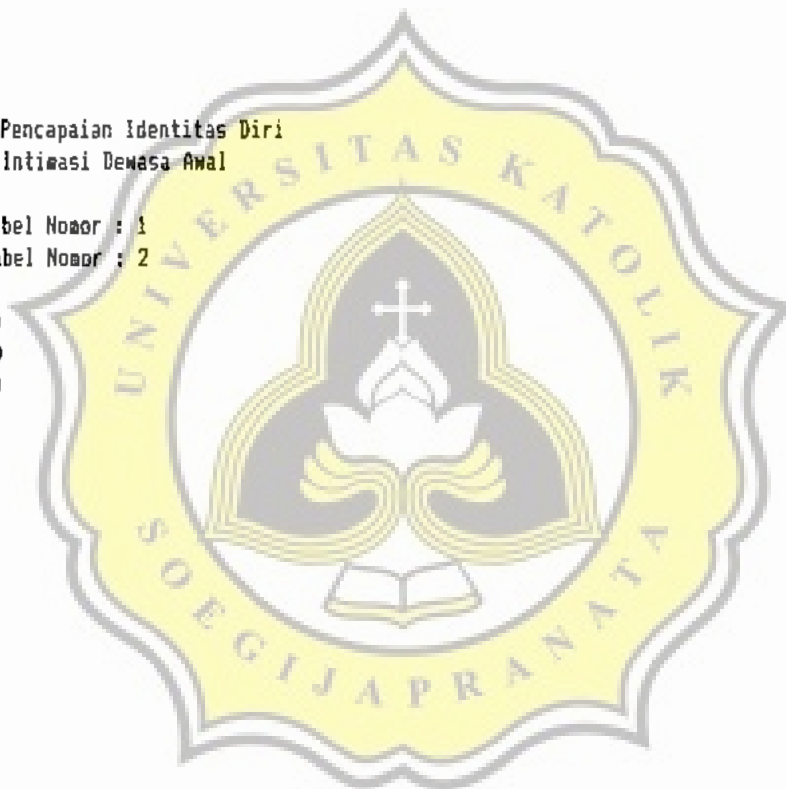 Pencapaian Identitas Diri
Intimasi Dewasa Awal
bel Nomor : 1
bel Nomor : 2
UNIVERSITAS KATOLIK
SOEGIJAPRANATA